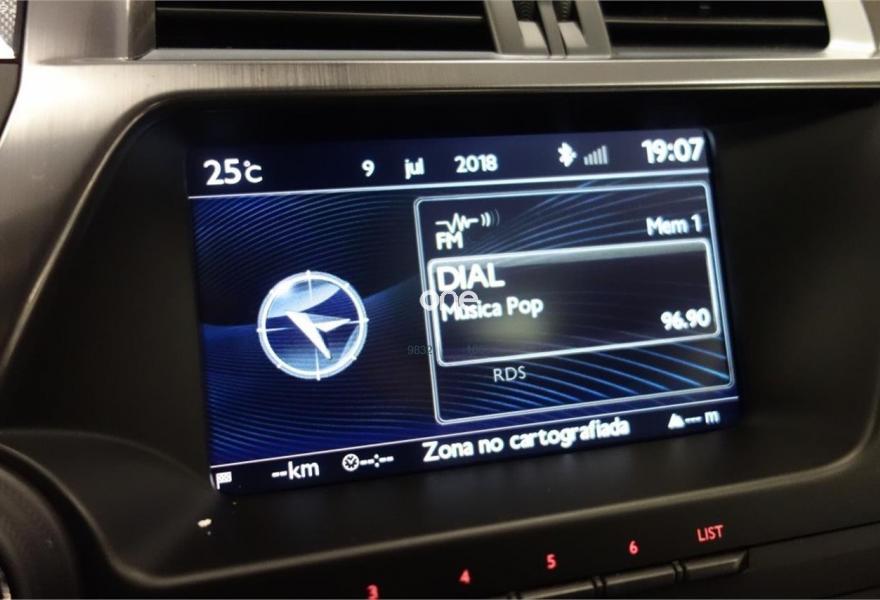 25°C 9 jul 2018 19:07
FM Mem 1
DIAL
Música Pop
96.90
RDS
--km --:-- Zona no cartografiada --- m
3 4 5 6 LIST
one